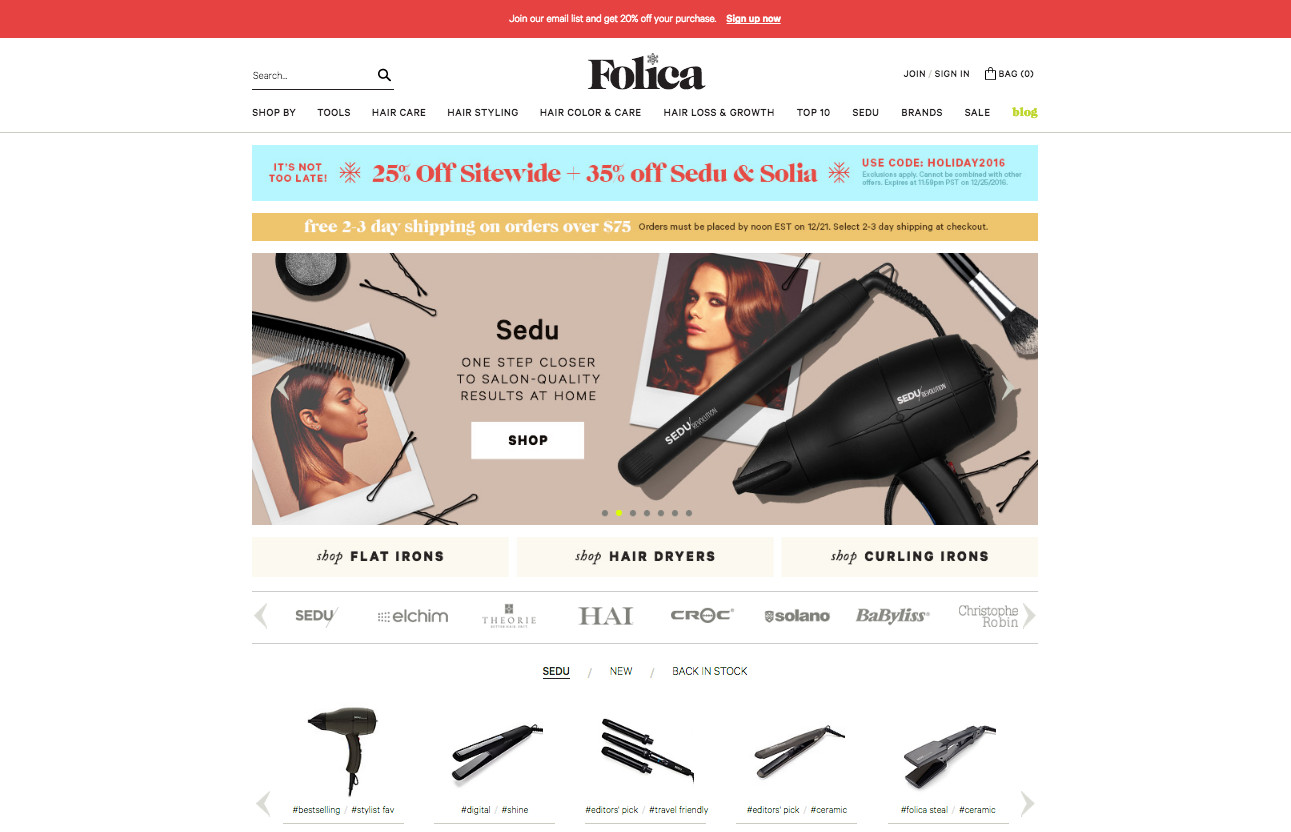 Join our email list and get 20% off your purchase. Sign up now
Search...
Folica
JOIN / SIGN IN BAG (0)
SHOP BY TOOLS HAIR CARE HAIR STYLING HAIR COLOR & CARE HAIR LOSS & GROWTH TOP 10 SEDU BRANDS SALE blog
IT'S NOT
TOO LATE!
25% Off Sitewide + 35% off Sedu & Solia
USE CODE: HOLIDAY2016
Exclusions apply. Cannot be combined with other
offers. Expires at 11:59pm PST on 12/25/2016.
free 2-3 day shipping on orders over $75 Orders must be placed by noon EST on 12/21. Select 2-3 day shipping at checkout.
Sedu
ONE STEP CLOSER
TO SALON-QUALITY
RESULTS AT HOME
SHOP
SEDU REVOLUTION
SEDU REVOLUTION
shop FLAT IRONS
shop HAIR DRYERS
shop CURLING IRONS
SEDU
elchim
THEORIE
HAI
CROC
solano
BaByliss
Christophe
Robin
SEDU / NEW / BACK IN STOCK
#bestselling / #stylist fav
#digital / #shine
#editors' pick / #travel friendly
#editors' pick / #ceramic
#folica steal / #ceramic